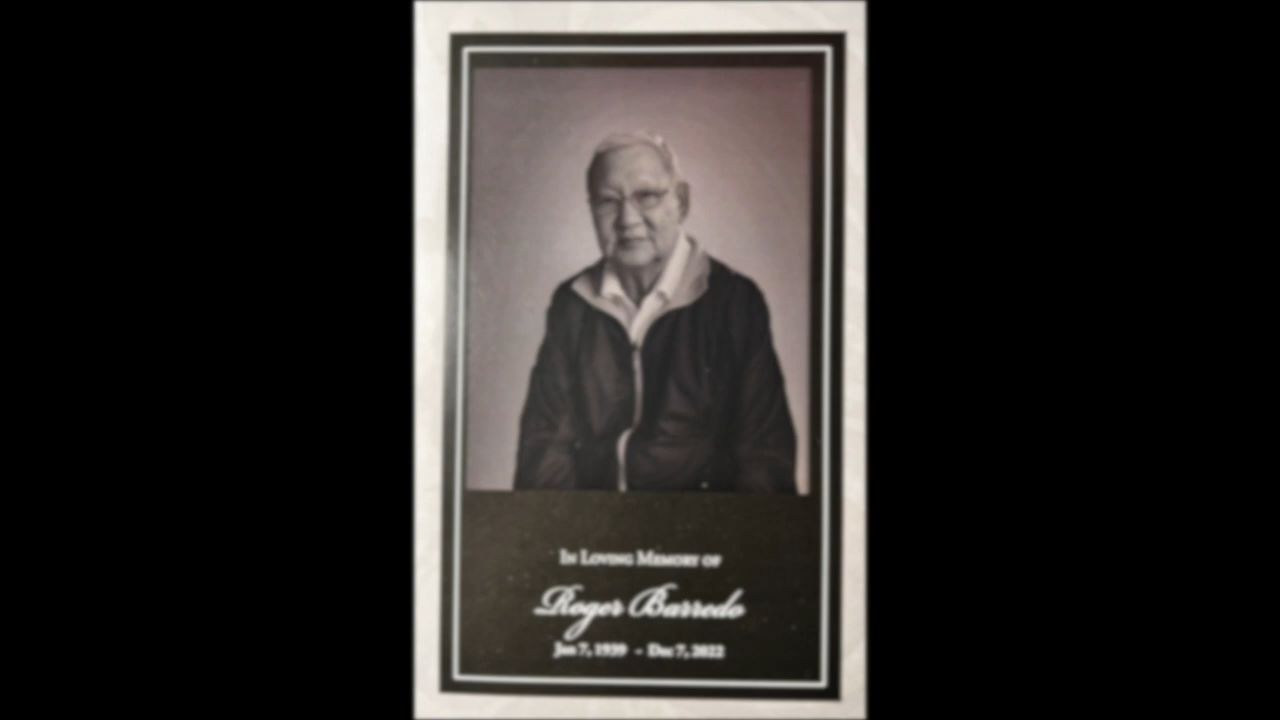 In Loving Memory of
Roger Barredo
Jan 7, 1939 - Dec 7, 2022